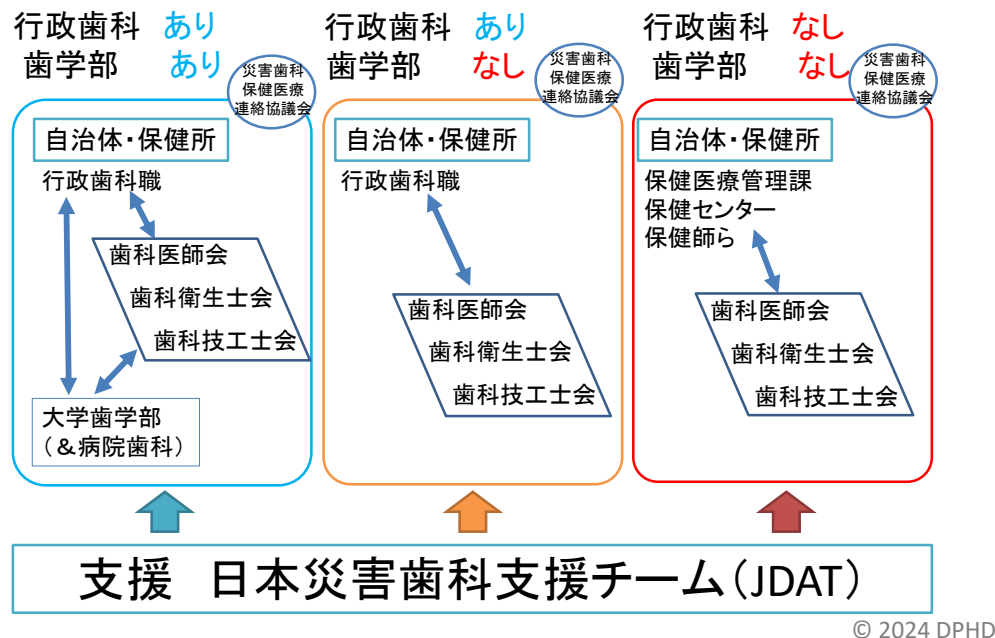 行政歯科 あり
歯学部 あり
災害歯科
保健医療
連絡協議会
自治体・保健所
行政歯科職
歯科医師会
歯科衛生士会
歯科技工士会
大学歯学部
(&病院歯科)
行政歯科 あり
歯学部 なし
災害歯科
保健医療
連絡協議会
自治体・保健所
行政歯科職
歯科医師会
歯科衛生士会
歯科技工士会
行政歯科 なし
歯学部 なし
災害歯科
保健医療
連絡協議会
自治体・保健所
保健医療管理課
保健センター
保健師ら
歯科医師会
歯科衛生士会
歯科技工士会
支援 日本災害歯科支援チーム(JDAT)
© 2024 DPHD